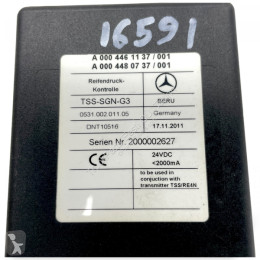 16591
A 000 446 11 37 / 001
A 000 448 07 37 / 001
Reifendruck-
Kontrolle
TSS-SGN-G3
BERU
0531.002.011.05
Germany
DNT10516
17.11.2011
Serien Nr. 2000002627
CE
24VDC
<2000mA
to be used in
conjuction with
transmitter TSS/RE4N